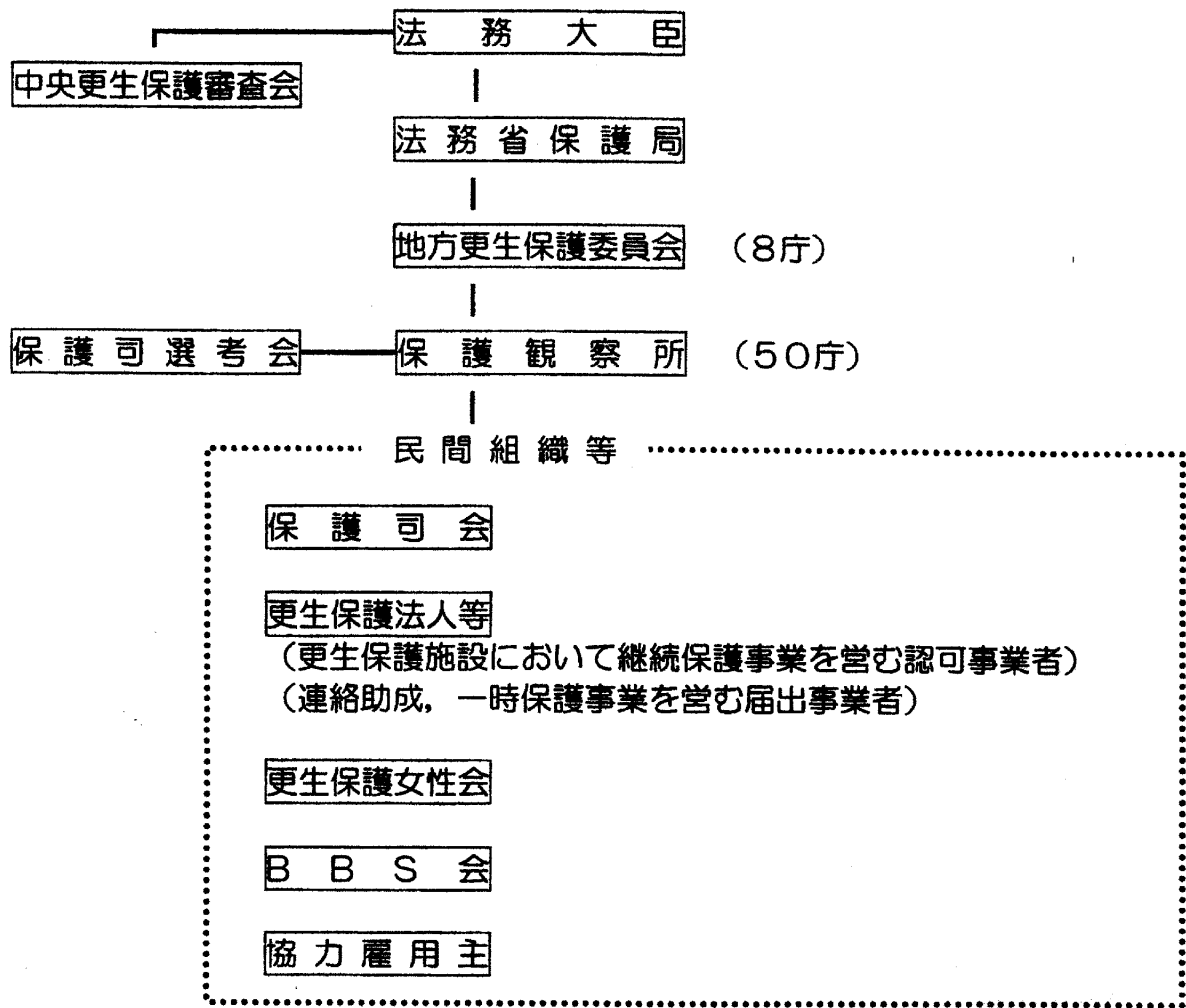 法務大臣
中央更生保護審査会
法務省保護局
地方更生保護委員会 （8庁）
保護司選考会 保護観察所 （50庁）
民間組織等
保護司会
更生保護法人等
（更生保護施設において継続保護事業を営む認可事業者）
（連絡助成，一時保護事業を営む届出事業者）
更生保護女性会
BBS会
協力雇用主